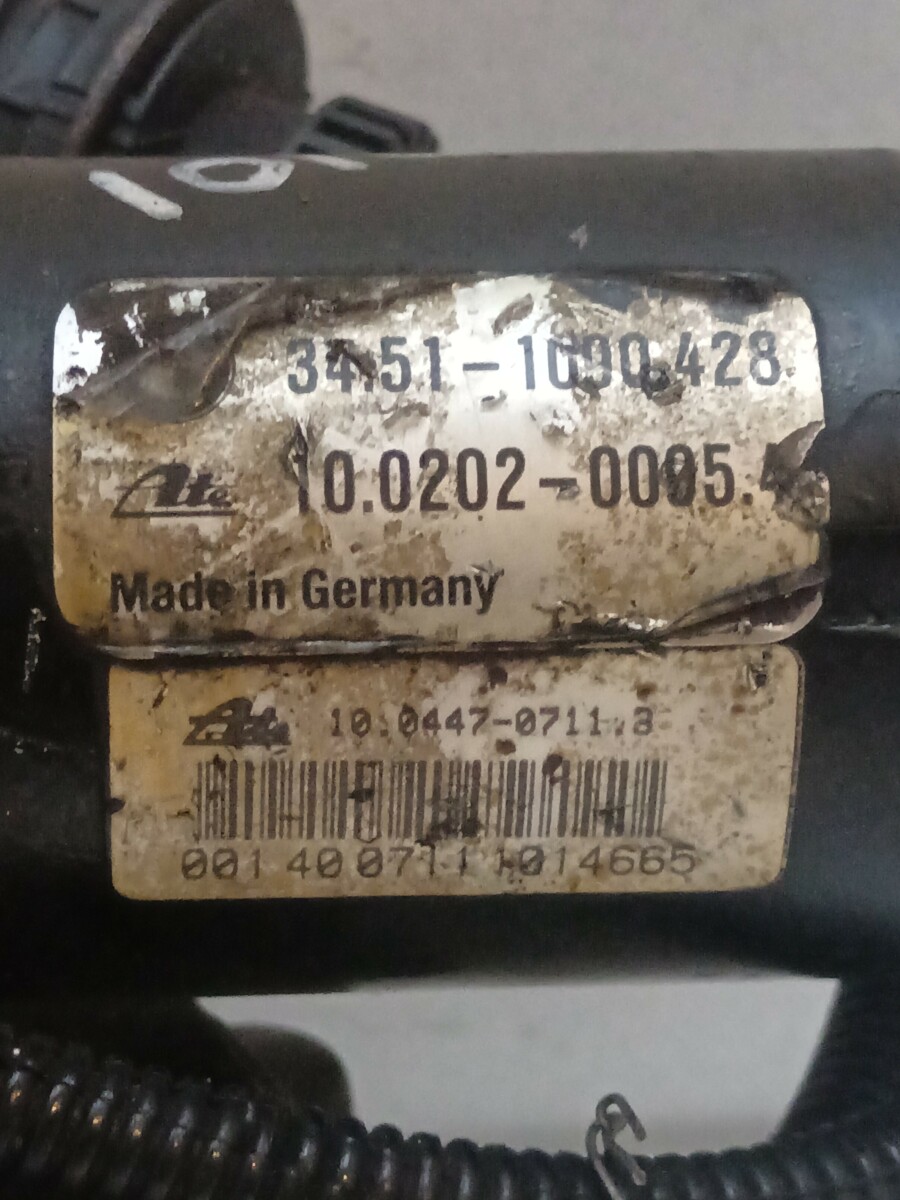 34.51-1090.428
Ate 10.0202-0005.
Made in Germany
Ate 10.0447-0711.3
001 40 0711 1014665